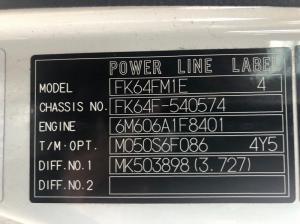 POWER LINE LABEL
MODEL FK64FM1E 4
CHASSIS NO. FK64F-540574
ENGINE 6M606A1F8401
T/M·OPT. M050S6F086 4Y5
DIFF.NO.1 MK503898(3.727)
DIFF.NO.2